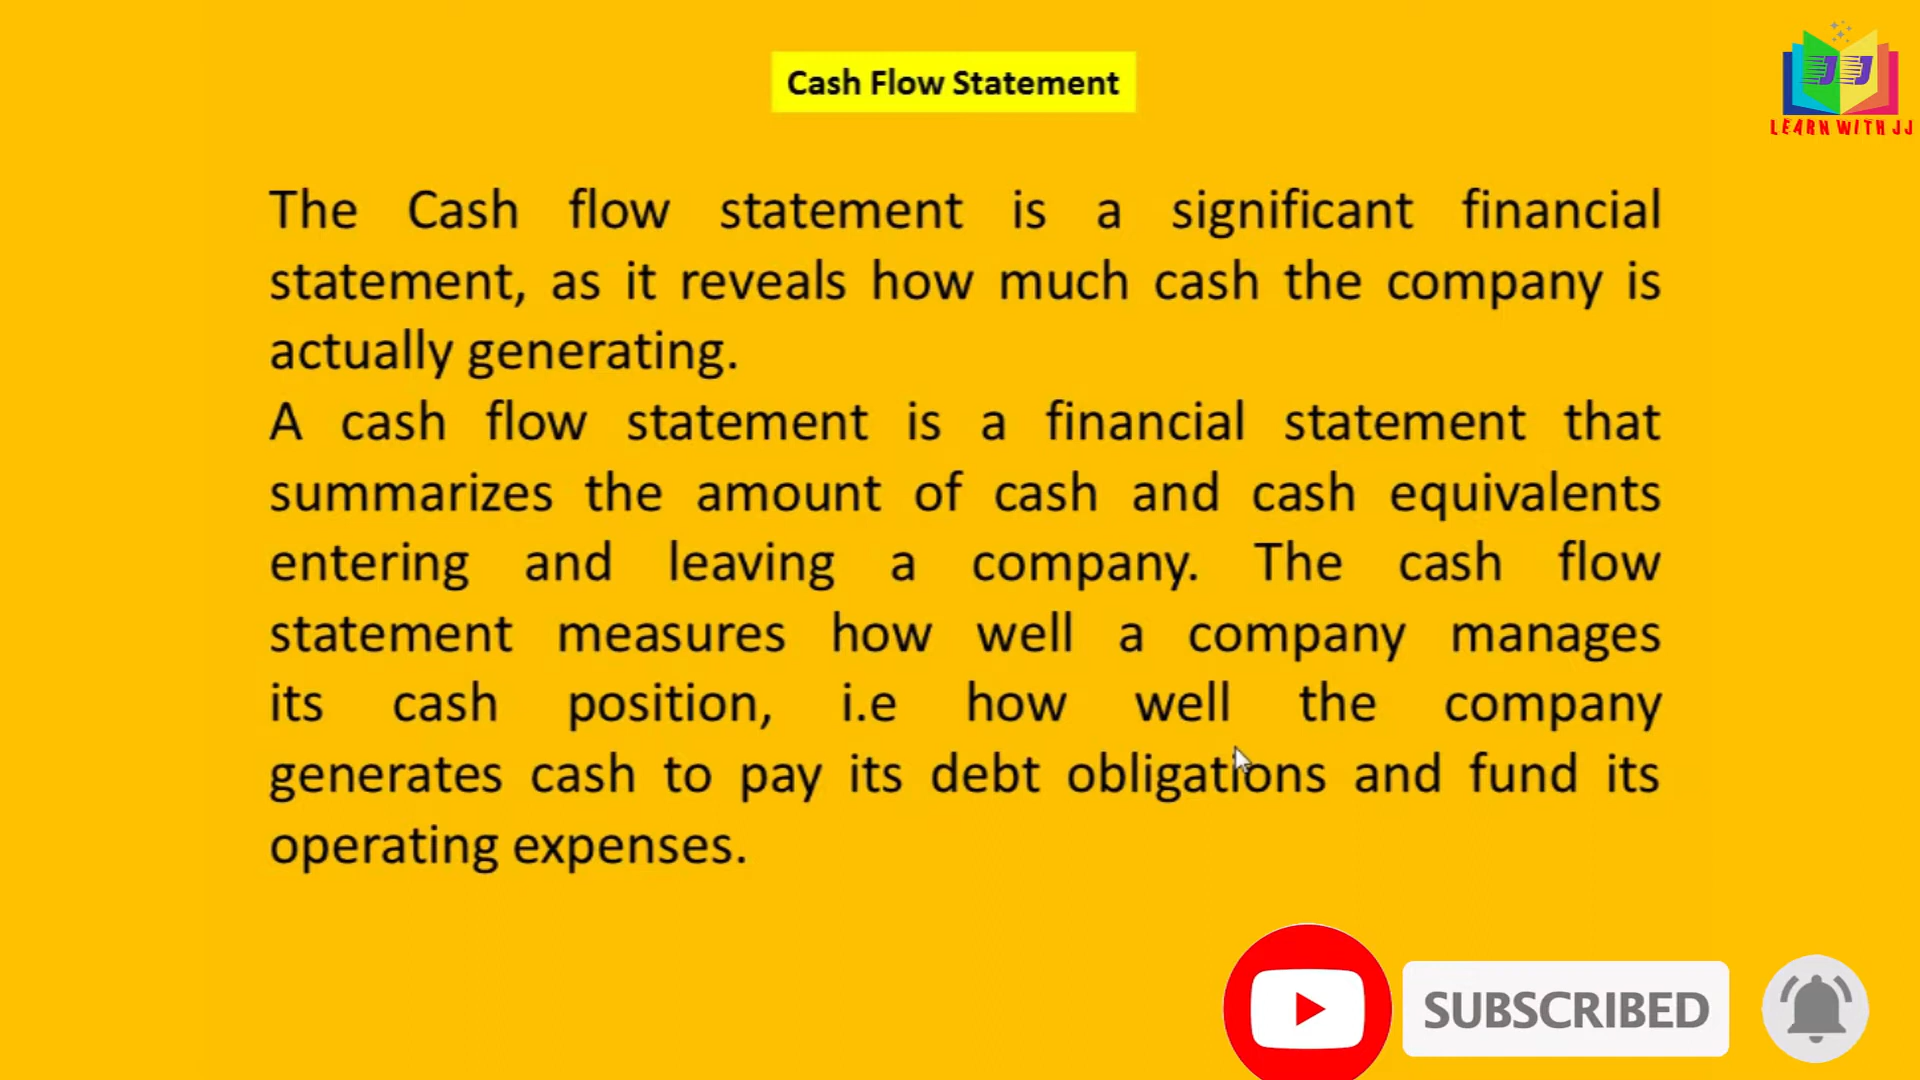 Cash Flow Statement
JJ
LEARN WITH JJ
The Cash flow statement is a significant financial
statement, as it reveals how much cash the company is
actually generating.
A cash flow statement is a financial statement that
summarizes the amount of cash and cash equivalents
entering and leaving a company. The cash flow
statement measures how well a company manages
its cash position, i.e how well the company
generates cash to pay its debt obligations and fund its
operating expenses.
SUBSCRIBED